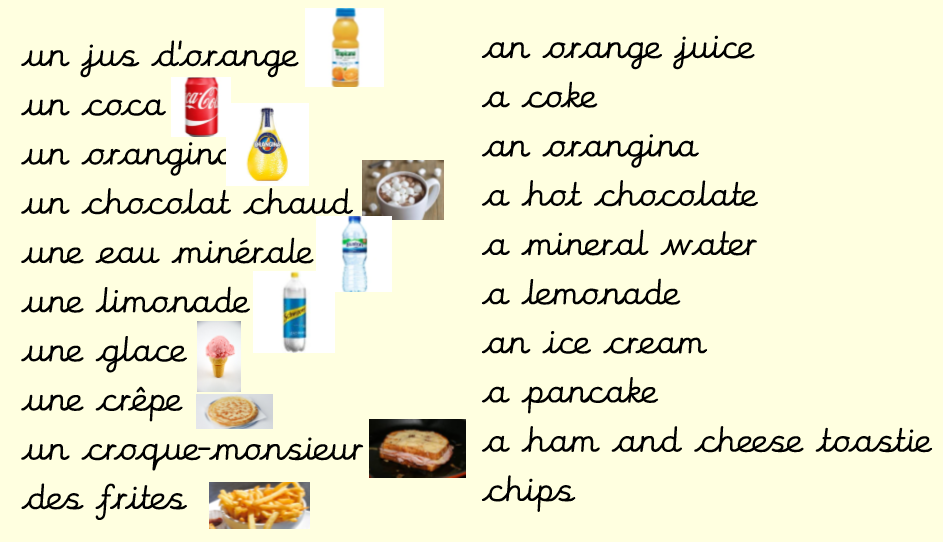 un jus d'orange
an orange juice
un coca
a coke
un orangina
an orangina
un chocolat chaud
a hot chocolate
une eau minérale
a mineral water
une limonade
a lemonade
une glace
an ice cream
une crêpe
a pancake
un croque-monsieur
a ham and cheese toastie
des frites
chips